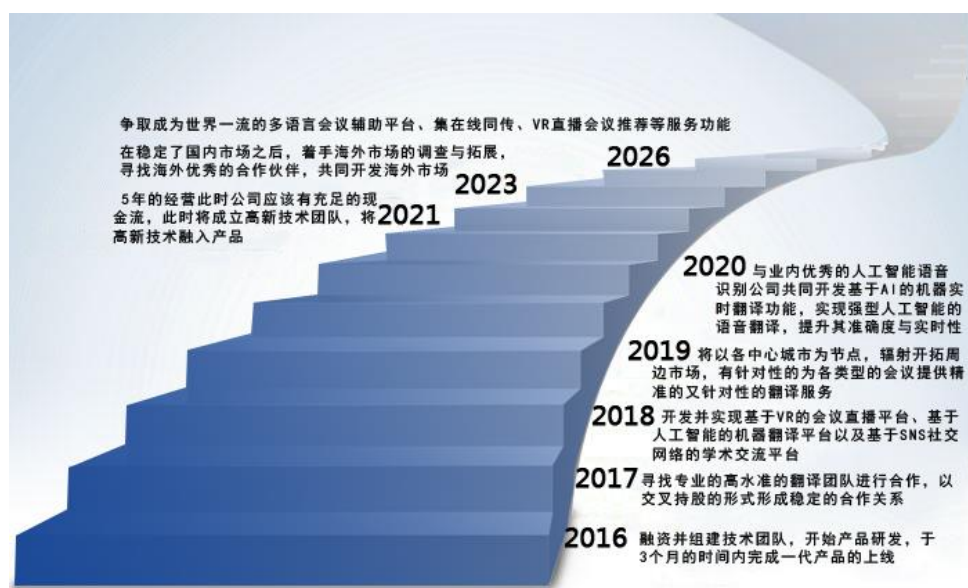 争取成为世界一流的多语言会议辅助平台、集在线同传、VR直播会议推荐等服务功能
2026
在稳定了国内市场之后，着手海外市场的调查与拓展，
寻找海外优秀的合作伙伴，共同开发海外市场
2023
5年的经营此时公司应该有充足的现
金流，此时将成立高新技术团队，将
高新技术融入产品
2021
2020 与业内优秀的人工智能语音
识别公司共同开发基于AI的机器实
时翻译功能，实现强型人工智能的
语音翻译，提升其准确度与实时性
2019 将以各中心城市为节点，辐射开拓周
边市场，有针对性的为各类型的会议提供精
准的又针对性的翻译服务
2018 开发并实现基于VR的会议直播平台、基于
人工智能的机器翻译平台以及基于SNS社交
网络的学术交流平台
2017 寻找专业的高水准的翻译团队进行合作，以
交叉持股的形式形成稳定的合作关系
2016 融资并组建技术团队，开始产品研发，于
3个月的时间内完成一代产品的上线